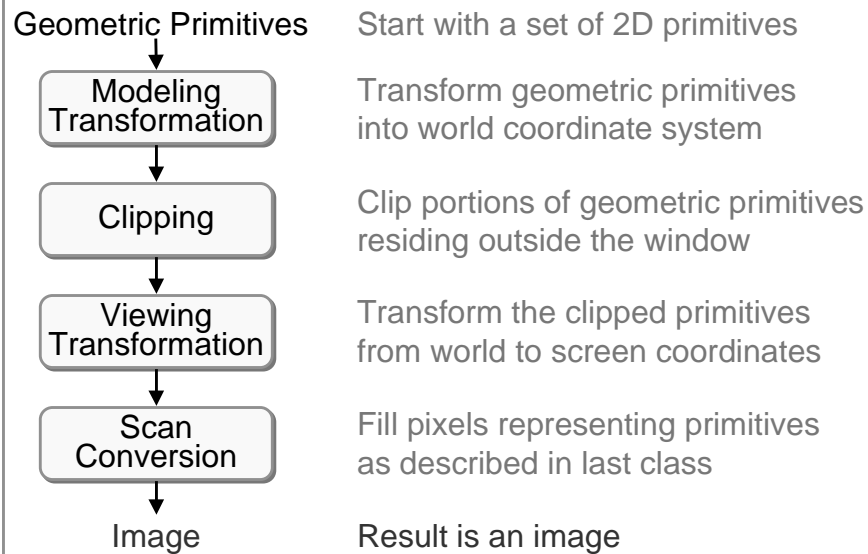 Geometric Primitives
Start with a set of 2D primitives
Modeling
Transformation
Transform geometric primitives
into world coordinate system
Clipping
Clip portions of geometric primitives
residing outside the window
Viewing
Transformation
Transform the clipped primitives
from world to screen coordinates
Scan
Conversion
Fill pixels representing primitives
as described in last class
Image
Result is an image